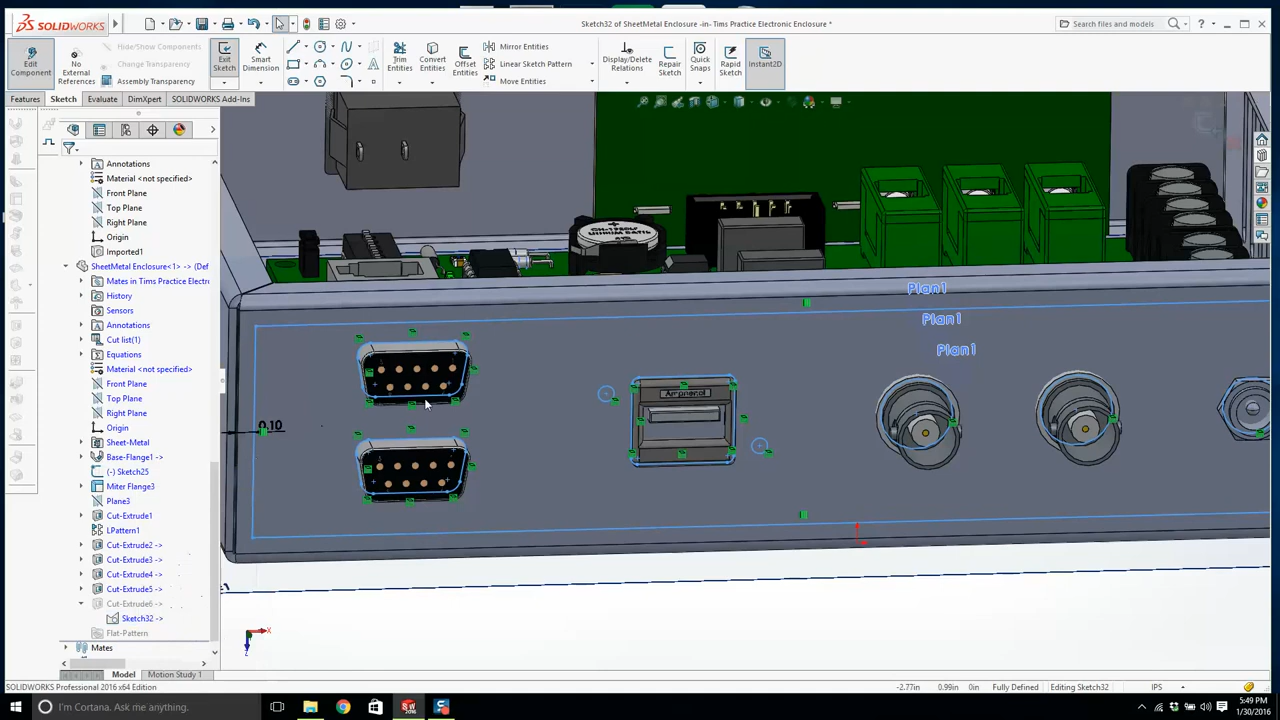 SOLIDWORKS
Sketch32 of SheetMetal Enclosure -in- Tims Practice Electronic Enclosure *
Search files and models
Edit Component
No External References
Hide/Show Components
Change Transparency
Assembly Transparency
Exit Sketch
Smart Dimension
Trim Entities
Convert Entities
Offset Entities
Mirror Entities
Linear Sketch Pattern
Move Entities
Display/Delete Relations
Repair Sketch
Quick Snaps
Rapid Sketch
Instant2D
Features
Sketch
Evaluate
DimXpert
SOLIDWORKS Add-Ins
Annotations
Material <not specified>
Front Plane
Top Plane
Right Plane
Origin
Imported1
SheetMetal Enclosure<1> -> (Def
Mates in Tims Practice Electro
History
Sensors
Annotations
Cut list(1)
Equations
Material <not specified>
Front Plane
Top Plane
Right Plane
Origin
Sheet-Metal
Base-Flange1->
(-) Sketch25
Miter Flange3
Plane3
Cut-Extrude1
LPattern1
Cut-Extrude2 ->
Cut-Extrude3 ->
Cut-Extrude4 ->
Cut-Extrude5 ->
Cut-Extrude6 ->
Sketch32 ->
Flat-Pattern
Mates
Plan1
Plan1
Plan1
0.10
Amphenol
X
Z
Model
Motion Study 1
SOLIDWORKS Professional 2016 x64 Edition
-2.77in
0.99in
0in
Fully Defined
Editing Sketch32
IPS
I'm Cortana. Ask me anything.
5:49 PM
1/30/2016